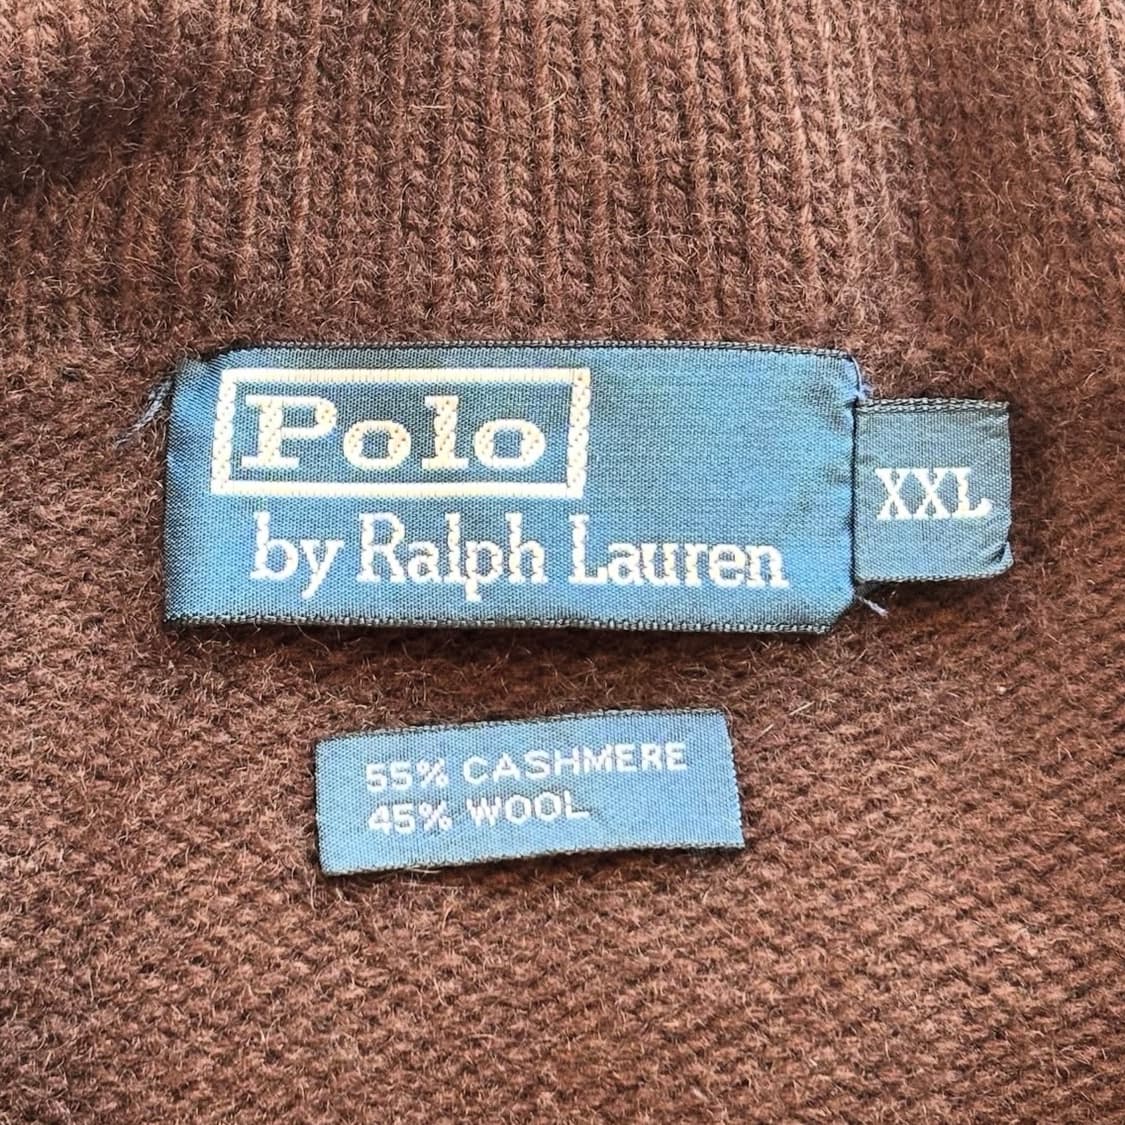 Polo
by Ralph Lauren
XXL
55% CASHMERE
45% WOOL